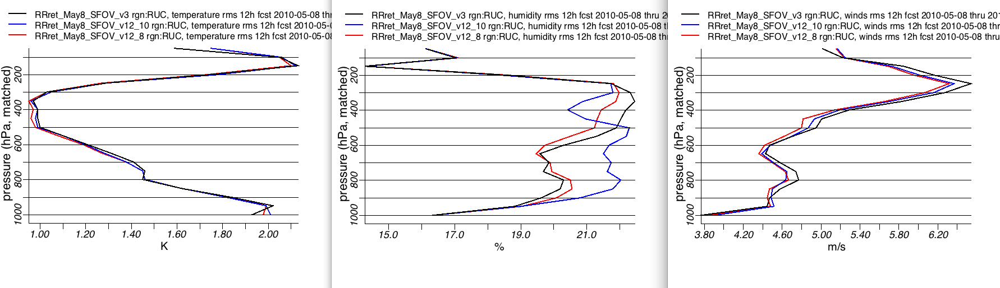 RRret_May8_SFOV_v3 rgn:RUC, temperature rms 12h fcst 2010-05-08 thr
RRret_May8_SFOV_v12_10 rgn:RUC, temperature rms 12h fcst 2010-05-0
RRret_May8_SFOV_v12_8 rgn:RUC, temperature rms 12h fcst 2010-05-08
pressure (hPa, matched)
200
400
600
800
1000
1.00 1.20 1.40 1.60 1.80 2.00
K
RRret_May8_SFOV_v3 rgn:RUC, humidity rms 12h fcst 2010-05-08 thru 20
RRret_May8_SFOV_v12_10 rgn:RUC, humidity rms 12h fcst 2010-05-08 th
RRret_May8_SFOV_v12_8 rgn:RUC, humidity rms 12h fcst 2010-05-08 thr
pressure (hPa, matched)
200
400
600
800
1000
15.0 17.0 19.0 21.0
%
RRret_May8_SFOV_v3 rgn:RUC, winds rms 12h fcst 2010-05-08 thru 201
RRret_May8_SFOV_v12_10 rgn:RUC, winds rms 12h fcst 2010-05-08 thr
RRret_May8_SFOV_v12_8 rgn:RUC, winds rms 12h fcst 2010-05-08 thru
pressure (hPa, matched)
200
400
600
800
1000
3.80 4.20 4.60 5.00 5.40 5.80 6.20
m/s